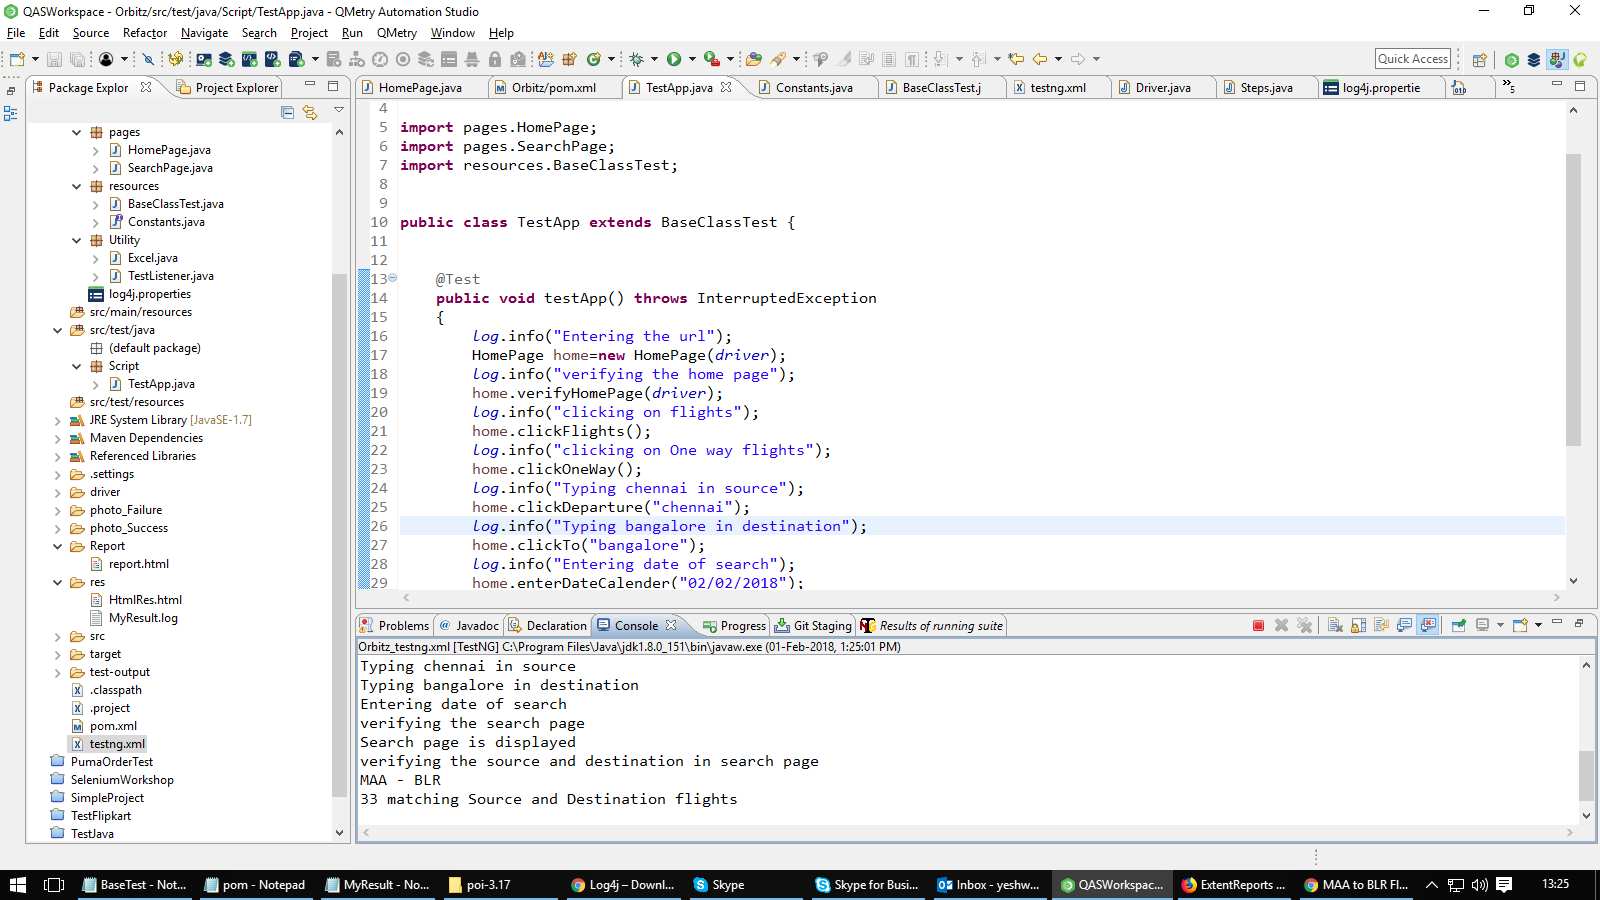 QASWorkspace - Orbitz/src/test/java/Script/TestApp.java - QMetry Automation Studio
File Edit Source Refactor Navigate Search Project Run QMetry Window Help
Quick Access
Package Explor Project Explorer
pages
HomePage.java
SearchPage.java
resources
BaseClassTest.java
Constants.java
Utility
Excel.java
TestListener.java
log4j.properties
src/main/resources
src/test/java
(default package)
Script
TestApp.java
src/test/resources
JRE System Library [JavaSE-1.7]
Maven Dependencies
Referenced Libraries
.settings
driver
photo_Failure
photo_Success
Report
report.html
res
HtmlRes.html
MyResult.log
src
target
test-output
.classpath
.project
pom.xml
testng.xml
PumaOrderTest
SeleniumWorkshop
SimpleProject
TestFlipkart
TestJava
HomePage.java Orbitz/pom.xml TestApp.java Constants.java BaseClassTest.j testng.xml Driver.java Steps.java log4j.propertie 5
4
5 import pages.HomePage;
6 import pages.SearchPage;
7 import resources.BaseClassTest;
8
9
10 public class TestApp extends BaseClassTest {
11
12
13 @Test
14 public void testApp() throws InterruptedException
15 {
16 log.info("Entering the url");
17 HomePage home=new HomePage(driver);
18 log.info("verifying the home page");
19 home.verifyHomePage(driver);
20 log.info("clicking on flights");
21 home.clickFlights();
22 log.info("clicking on One way flights");
23 home.clickOneWay();
24 log.info("Typing chennai in source");
25 home.clickDeparture("chennai");
26 log.info("Typing bangalore in destination");
27 home.clickTo("bangalore");
28 log.info("Entering date of search");
29 home.enterDateCalender("02/02/2018");
Problems Javadoc Declaration Console Progress Git Staging Results of running suite
Orbitz_testng.xml [TestNG] C:\Program Files\Java\jdk1.8.0_151\bin\javaw.exe (01-Feb-2018, 1:25:01 PM)
Typing chennai in source
Typing bangalore in destination
Entering date of search
verifying the search page
Search page is displayed
verifying the source and destination in search page
MAA - BLR
33 matching Source and Destination flights
BaseTest - Not... pom - Notepad MyResult - No... poi-3.17 Log4j – Downl... Skype Skype for Busi... Inbox - yeshw... QASWorkspac... ExtentReports ... MAA to BLR Fl... 13:25